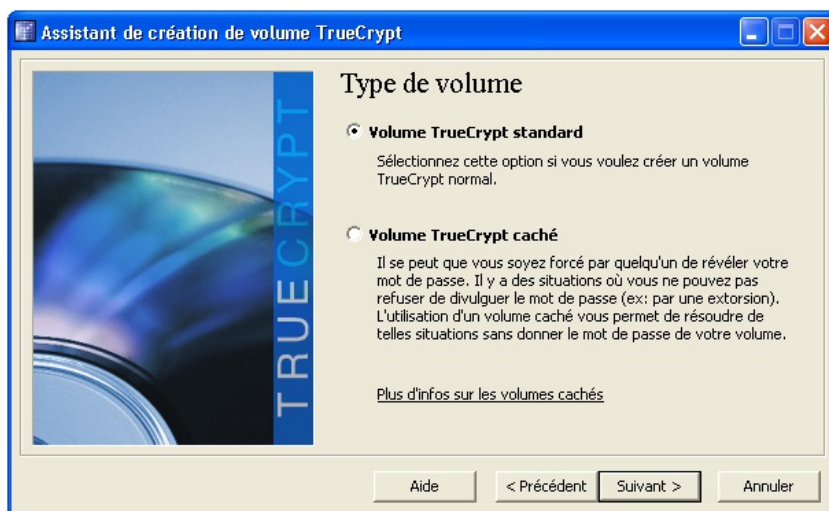 Assistant de création de volume TrueCrypt
TRUECRYPT
Type de volume
Volume TrueCrypt standard
Sélectionnez cette option si vous voulez créer un volume
TrueCrypt normal.
Volume TrueCrypt caché
Il se peut que vous soyez forcé par quelqu'un de révéler votre
mot de passe. Il y a des situations où vous ne pouvez pas
refuser de divulguer le mot de passe (ex: par une extorsion).
L'utilisation d'un volume caché vous permet de résoudre de
telles situations sans donner le mot de passe de votre volume.
Plus d'infos sur les volumes cachés
Aide
< Précédent
Suivant >
Annuler